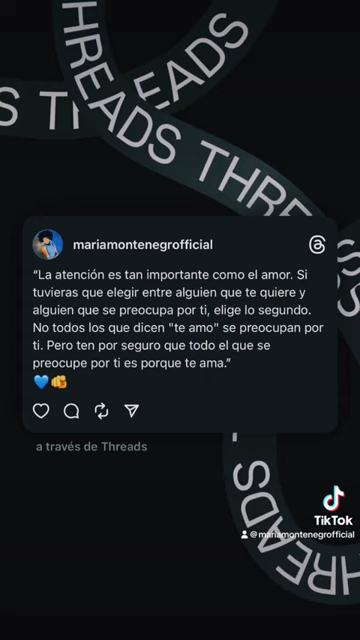 THREADS
THREADS
THREADS THREADS
mariamontenegrofficial
“La atención es tan importante como el amor. Si
tuvieras que elegir entre alguien que te quiere y
alguien que se preocupa por ti, elige lo segundo.
No todos los que dicen "te amo" se preocupan por
ti. Pero ten por seguro que todo el que se
preocupe por ti es porque te ama.”
💙🫵
a través de Threads
THREADS
TikTok
@mariamontenegrofficial